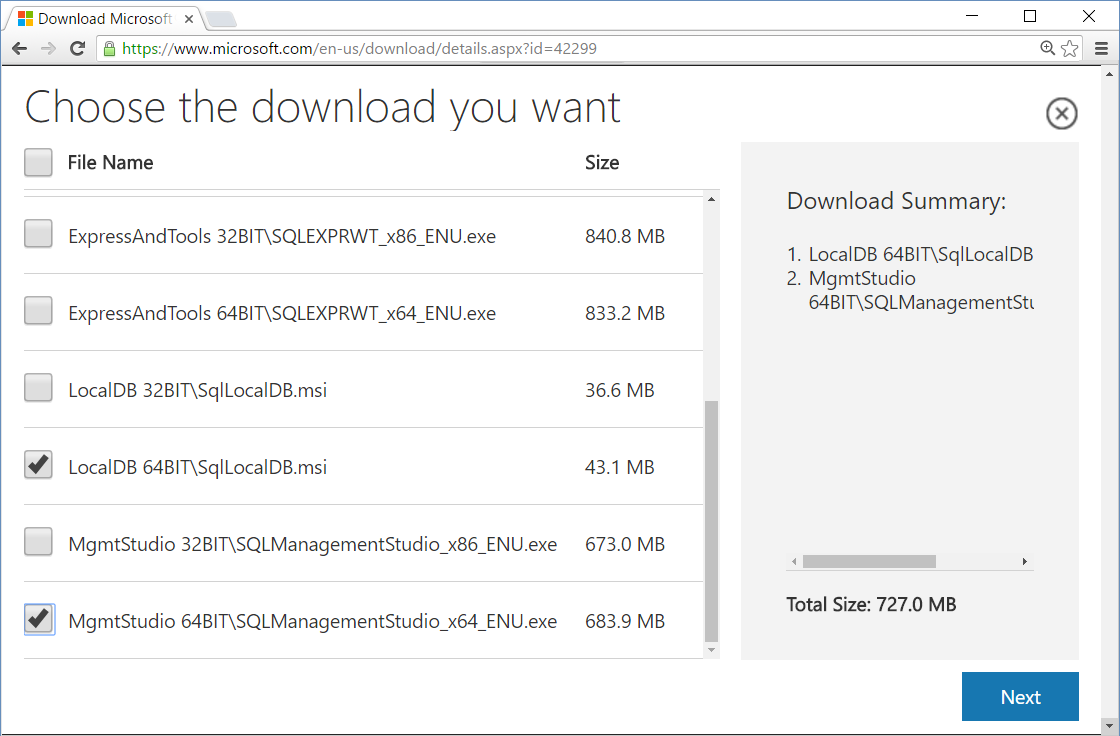 Download Microsoft
https://www.microsoft.com/en-us/download/details.aspx?id=42299
Choose the download you want
File Name Size
ExpressAndTools 32BIT\SQLEXPRWT_x86_ENU.exe 840.8 MB
ExpressAndTools 64BIT\SQLEXPRWT_x64_ENU.exe 833.2 MB
LocalDB 32BIT\SqlLocalDB.msi 36.6 MB
LocalDB 64BIT\SqlLocalDB.msi 43.1 MB
MgmtStudio 32BIT\SQLManagementStudio_x86_ENU.exe 673.0 MB
MgmtStudio 64BIT\SQLManagementStudio_x64_ENU.exe 683.9 MB
Download Summary:
1. LocalDB 64BIT\SqlLocalDB
2. MgmtStudio
64BIT\SQLManagementStu
Total Size: 727.0 MB
Next